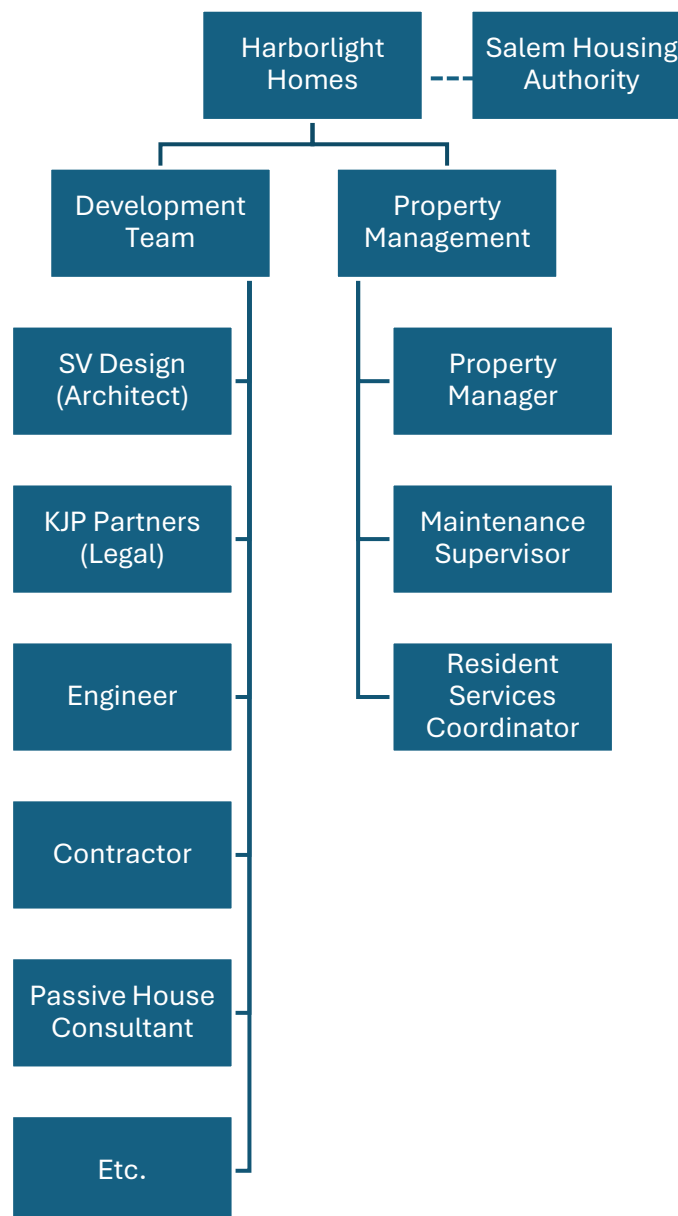 Harborlight
Homes
Salem Housing
Authority
Development
Team
Property
Management
SV Design
(Architect)
KJP Partners
(Legal)
Engineer
Contractor
Passive House
Consultant
Etc.
Property
Manager
Maintenance
Supervisor
Resident
Services
Coordinator